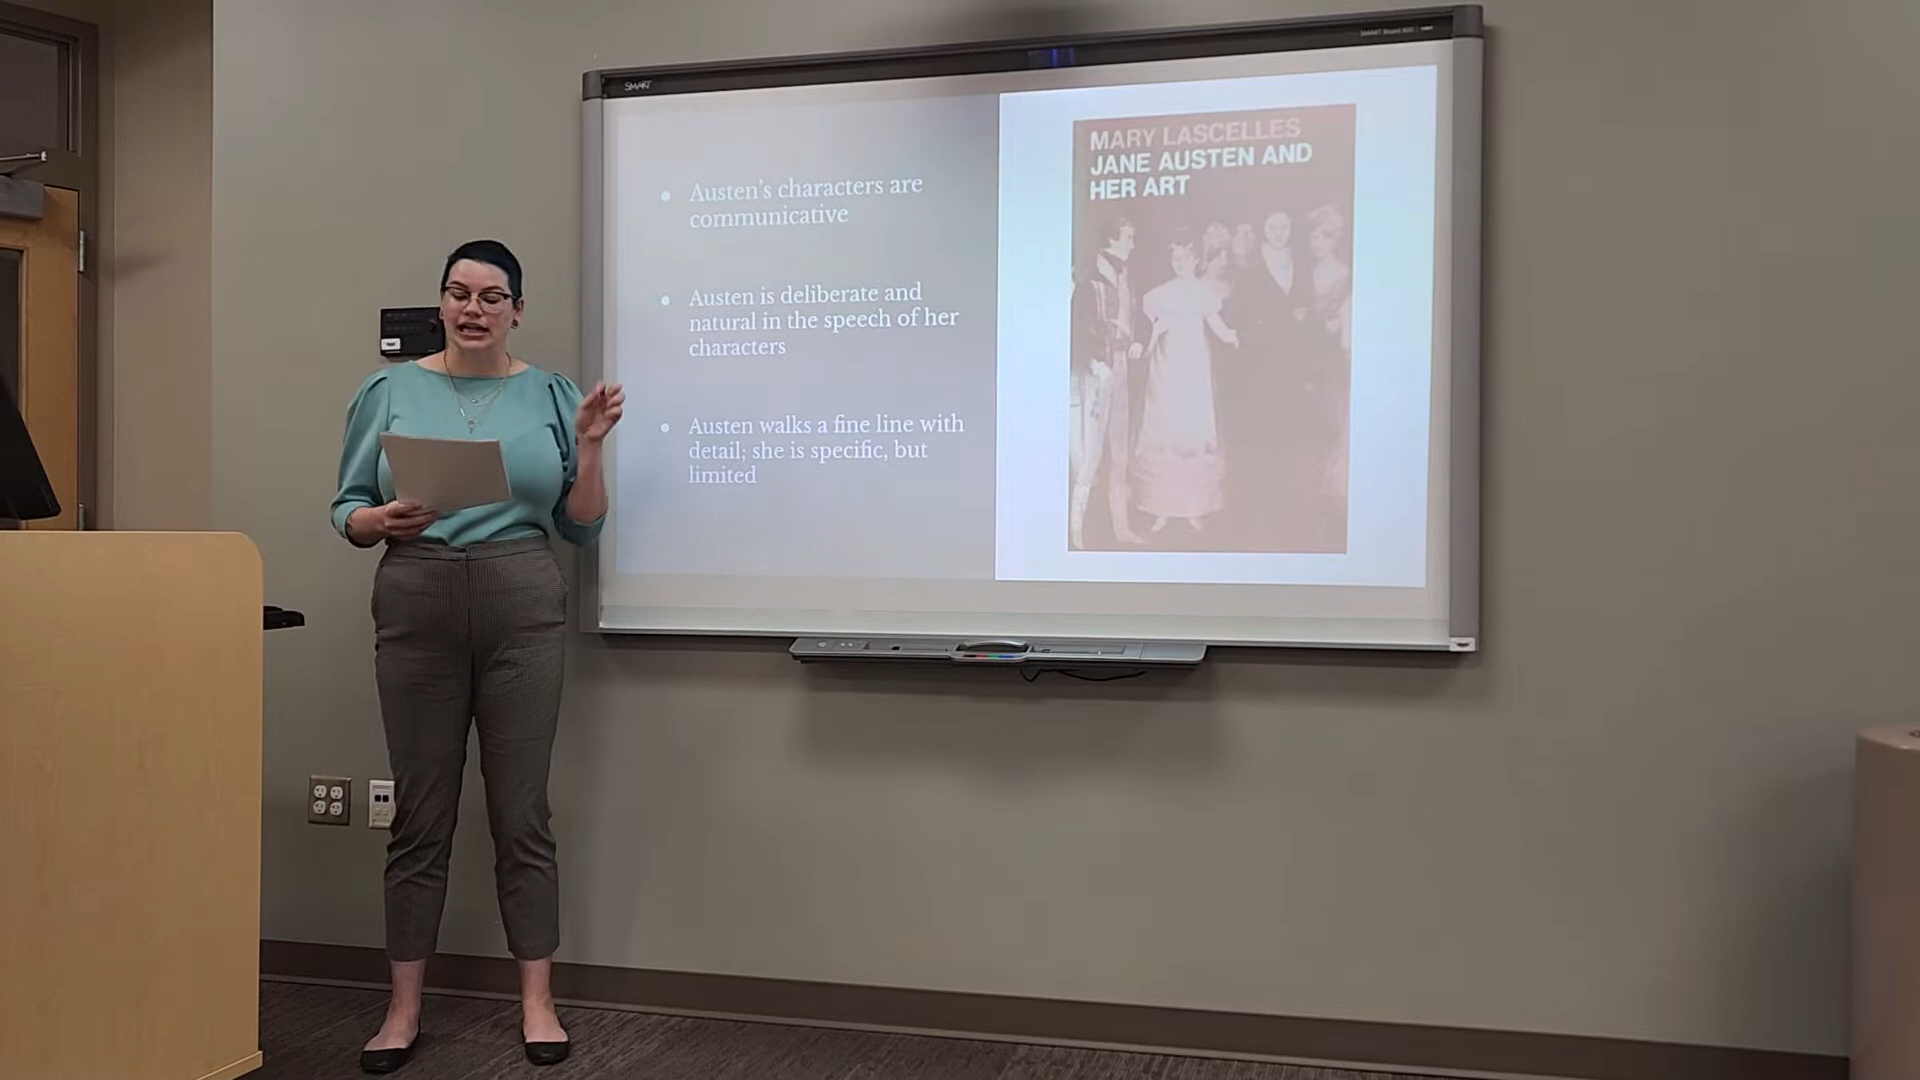 SMART
Austen's characters are
communicative
Austen is deliberate and
natural in the speech of her
characters
Austen walks a fine line with
detail; she is specific, but
limited
MARY LASCELLES
JANE AUSTEN AND
HER ART